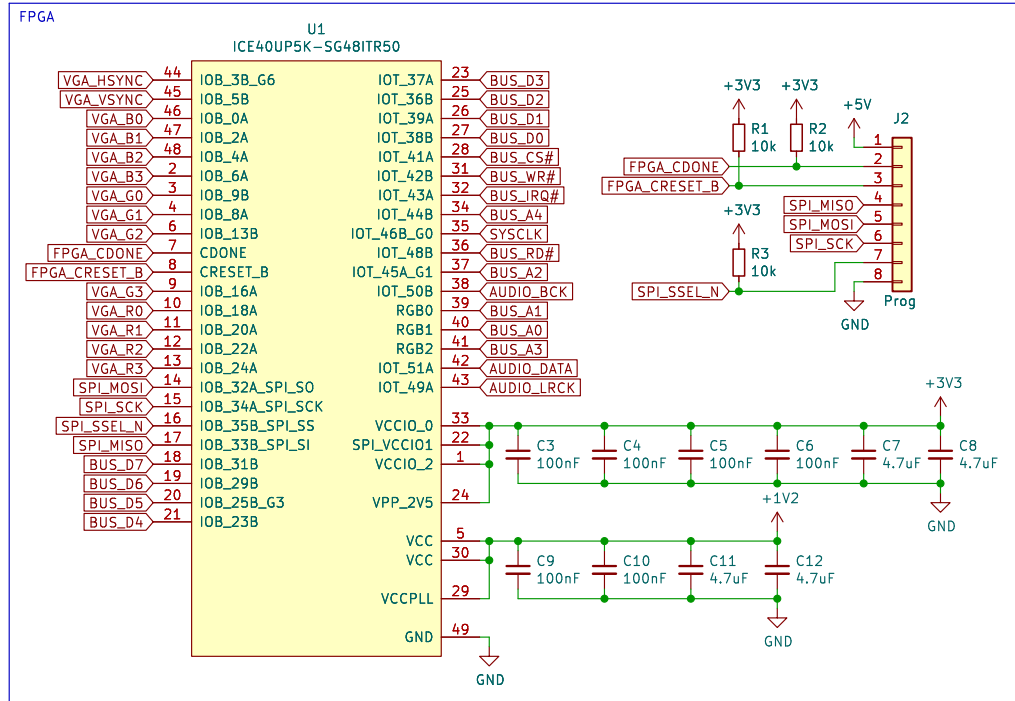 FPGA
U1
ICE40UP5K-SG48ITR50
VGA_HSYNC 44 IOB_3B_G6
VGA_VSYNC 45 IOB_5B
VGA_B0 46 IOB_0A
VGA_B1 47 IOB_2A
VGA_B2 48 IOB_4A
VGA_B3 2 IOB_6A
VGA_G0 3 IOB_9B
VGA_G1 4 IOB_8A
VGA_G2 6 IOB_13B
FPGA_CDONE 7 CDONE
FPGA_CRESET_B 8 CRESET_B
VGA_G3 9 IOB_16A
VGA_R0 10 IOB_18A
VGA_R1 11 IOB_20A
VGA_R2 12 IOB_22A
VGA_R3 13 IOB_24A
SPI_MOSI 14 IOB_32A_SPI_SO
SPI_SCK 15 IOB_34A_SPI_SCK
SPI_SSEL_N 16 IOB_35B_SPI_SS
SPI_MISO 17 IOB_33B_SPI_SI
BUS_D7 18 IOB_31B
BUS_D6 19 IOB_29B
BUS_D5 20 IOB_25B_G3
BUS_D4 21 IOB_23B
IOT_37A 23 BUS_D3
IOT_36B 25 BUS_D2
IOT_39A 26 BUS_D1
IOT_38B 27 BUS_D0
IOT_41A 28 BUS_CS#
IOT_42B 31 BUS_WR#
IOT_43A 32 BUS_IRQ#
IOT_44B 34 BUS_A4
IOT_46B_G0 35 SYSCLK
IOT_48B 36 BUS_RD#
IOT_45A_G1 37 BUS_A2
IOT_50B 38 AUDIO_BCK
RGB0 39 BUS_A1
RGB1 40 BUS_A0
RGB2 41 BUS_A3
IOT_51A 42 AUDIO_DATA
IOT_49A 43 AUDIO_LRCK
VCCIO_0 33
SPI_VCCIO1 22
VCCIO_2 1
VPP_2V5 24
VCC 5
VCC 30
VCCPLL 29
GND 49
GND
+3V3
R1
10k
+3V3
R2
10k
+5V
J2
1
FPGA_CDONE 2
FPGA_CRESET_B 3
SPI_MISO 4
SPI_MOSI 5
SPI_SCK 6
7
8
+3V3
R3
10k
SPI_SSEL_N
GND
Prog
+3V3
C3
100nF
C4
100nF
C5
100nF
C6
100nF
C7
4.7uF
C8
4.7uF
GND
+1V2
C9
100nF
C10
100nF
C11
4.7uF
C12
4.7uF
GND